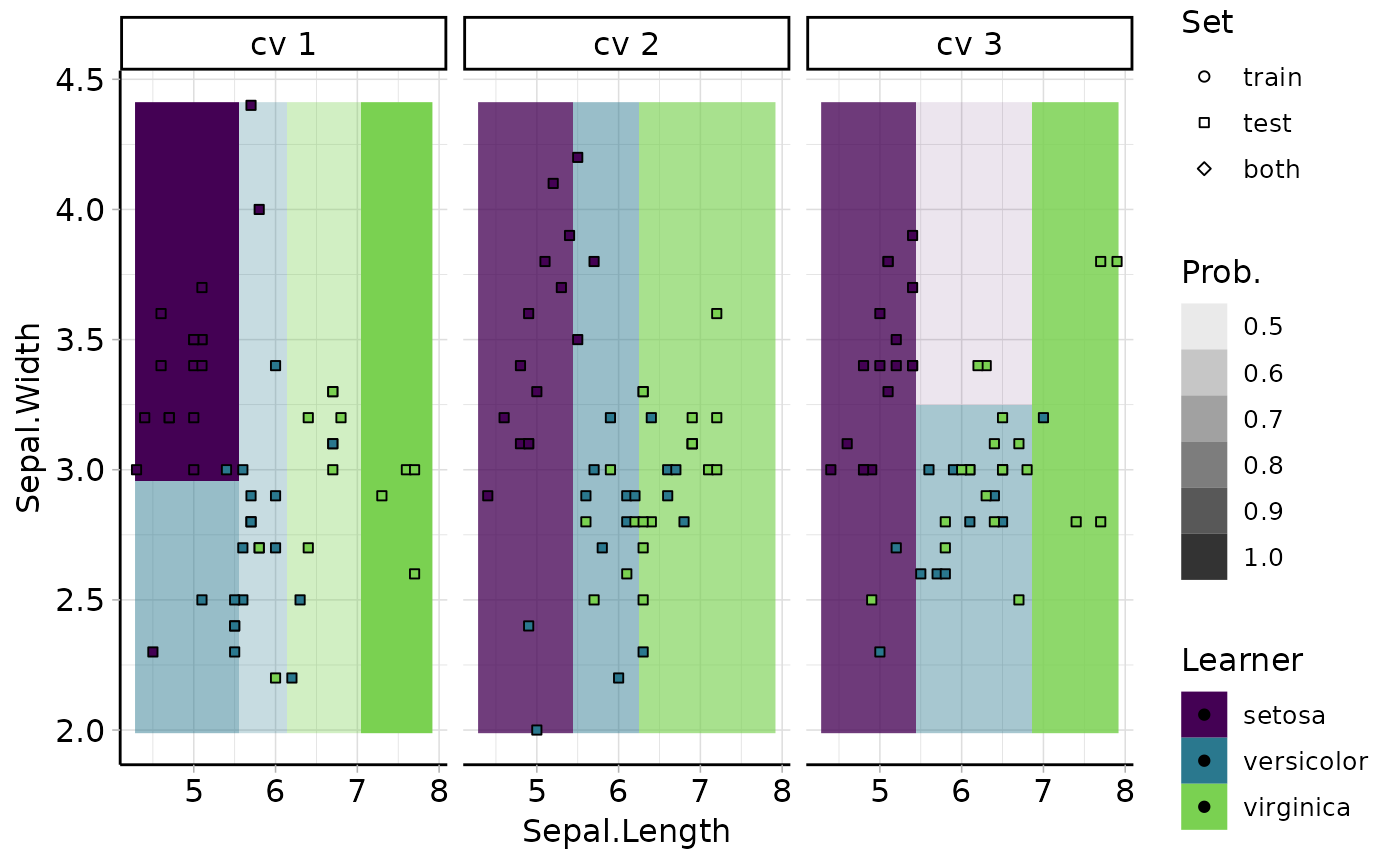 cv 1 cv 2 cv 3
4.5
4.0
3.5
3.0
2.5
2.0
Sepal.Width
5 6 7 8 5 6 7 8 5 6 7 8
Sepal.Length
Set
train
test
both
Prob.
0.5
0.6
0.7
0.8
0.9
1.0
Learner
setosa
versicolor
virginica